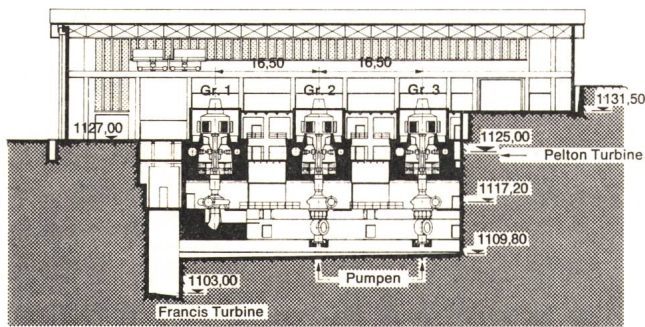 16,50 16,50
Gr. 1 Gr. 2 Gr. 3
1131,50
1127,00
1125,00
Pelton Turbine
1117,20
1109,80
1103,00
Pumpen
Francis Turbine